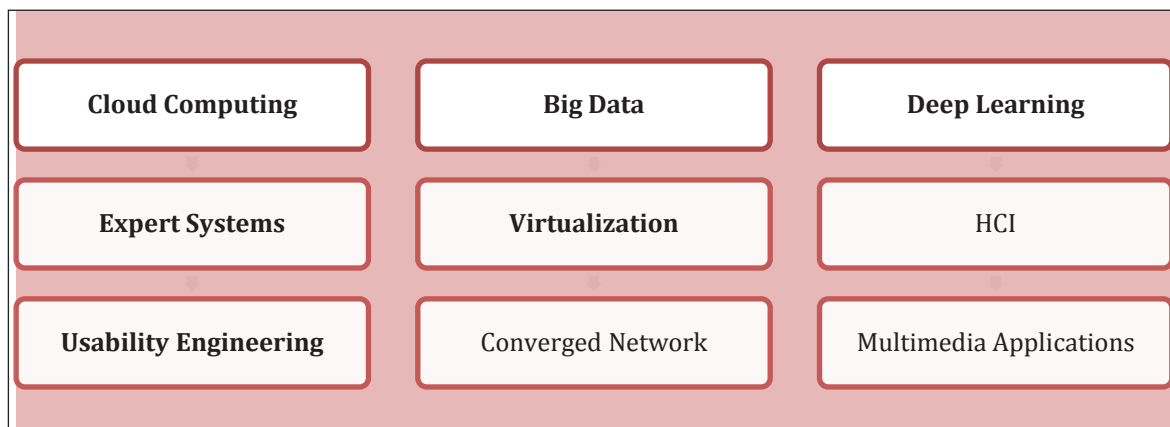 Cloud Computing
Big Data
Deep Learning
Expert Systems
Virtualization
HCI
Usability Engineering
Converged Network
Multimedia Applications